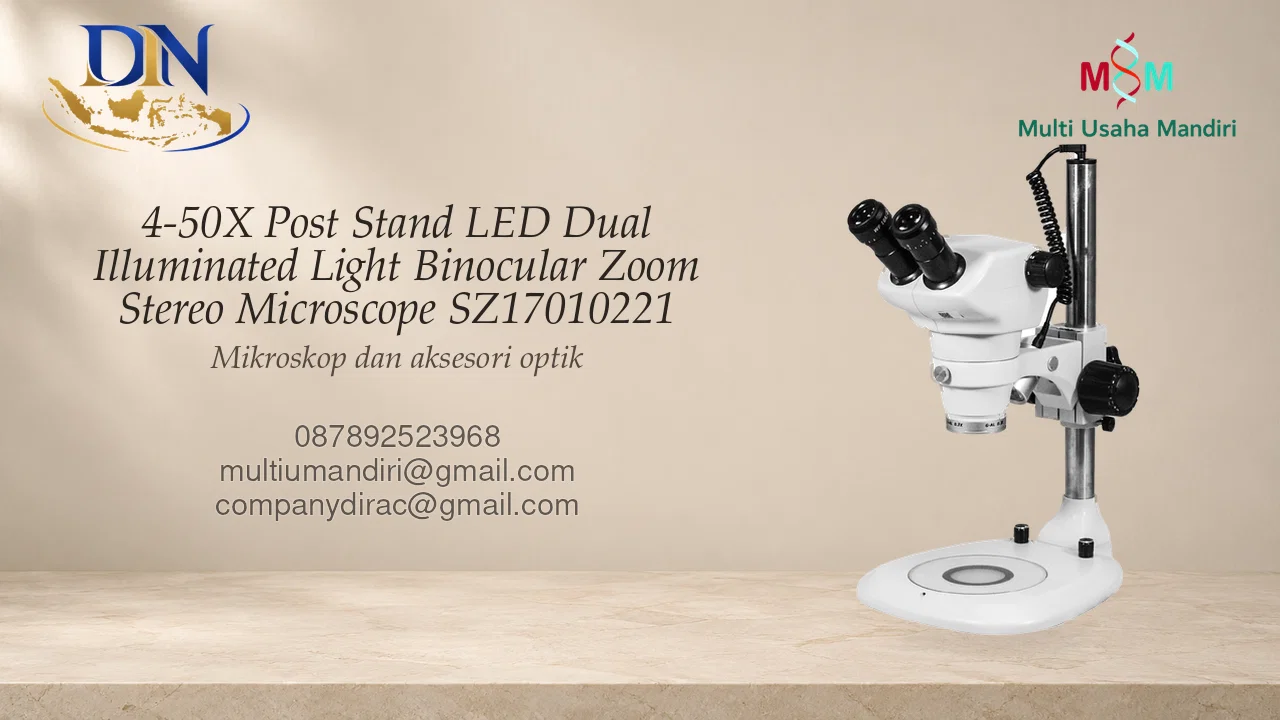 DIN
M M
Multi Usaha Mandiri
4-50X Post Stand LED Dual
Illuminated Light Binocular Zoom
Stereo Microscope SZ17010221
Mikroskop dan aksesori optik
087892523968
multiumandiri@gmail.com
companydirac@gmail.com